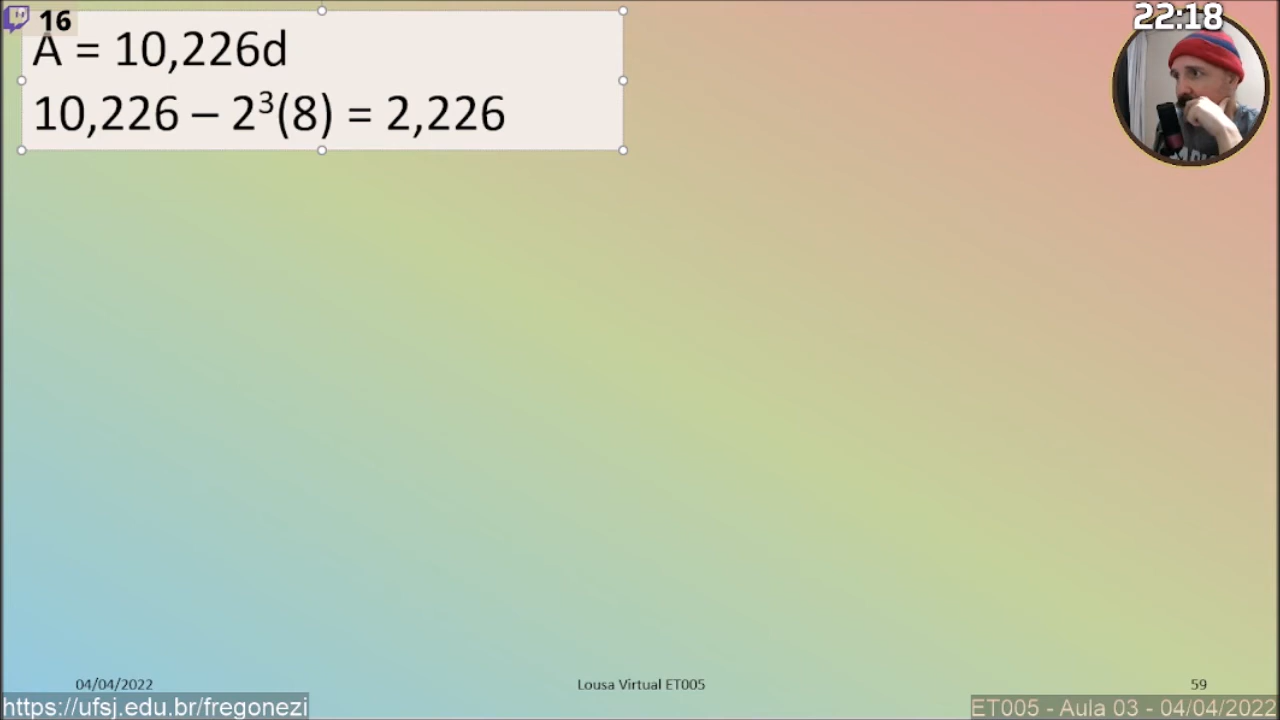 16
22:18
A = 10,226d
10,226 – 2³(8) = 2,226
04/04/2022
Lousa Virtual ET005
59
https://ufsj.edu.br/fregonezi
ET005 - Aula 03 - 04/04/2022